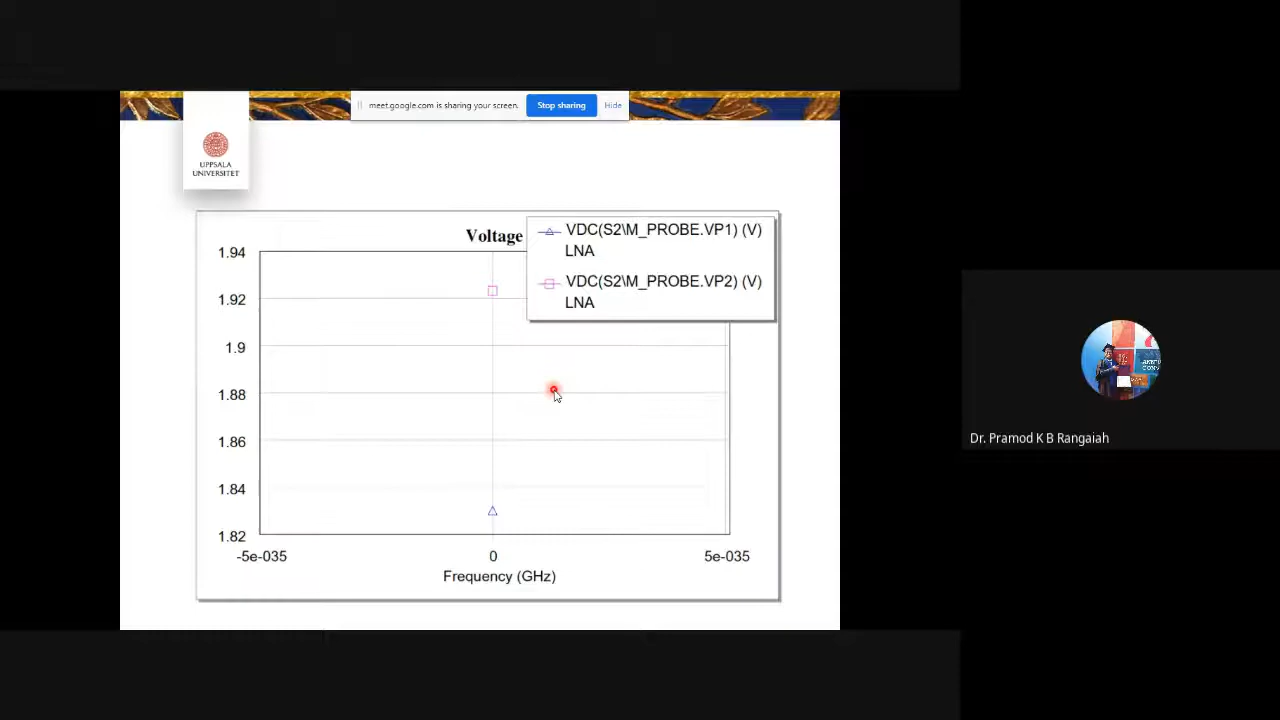 meet.google.com is sharing your screen. Stop sharing Hide
UPPSALA
UNIVERSITET
Voltage
VDC(S2\M_PROBE.VP1) (V)
LNA
VDC(S2\M_PROBE.VP2) (V)
LNA
1.94
1.92
1.9
1.88
1.86
1.84
1.82
-5e-035 0 5e-035
Frequency (GHz)
Dr. Pramod K B Rangaiah